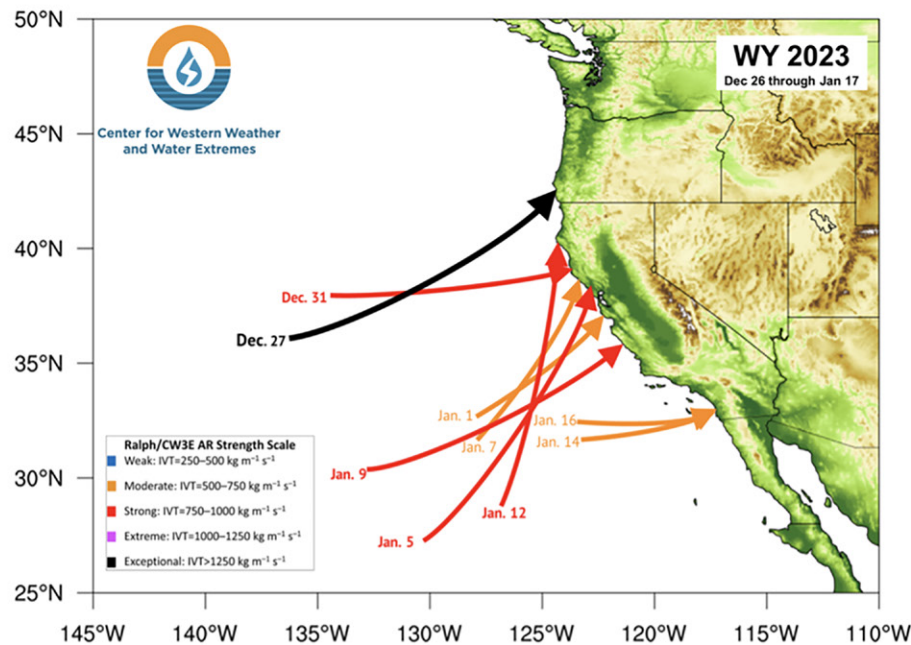 50°N
WY 2023
Dec 26 through Jan 17
Center for Western Weather
and Water Extremes
45°N
40°N
Dec. 31
Dec. 27
35°N
Jan. 1
Jan. 16
Jan. 7
Jan. 14
Ralph/CW3E AR Strength Scale
Weak: IVT=250–500 kg m⁻¹ s⁻¹
Moderate: IVT=500–750 kg m⁻¹ s⁻¹
Strong: IVT=750–1000 kg m⁻¹ s⁻¹
Extreme: IVT=1000–1250 kg m⁻¹ s⁻¹
Exceptional: IVT>1250 kg m⁻¹ s⁻¹
Jan. 9
30°N
Jan. 12
Jan. 5
25°N
145°W 140°W 135°W 130°W 125°W 120°W 115°W 110°W